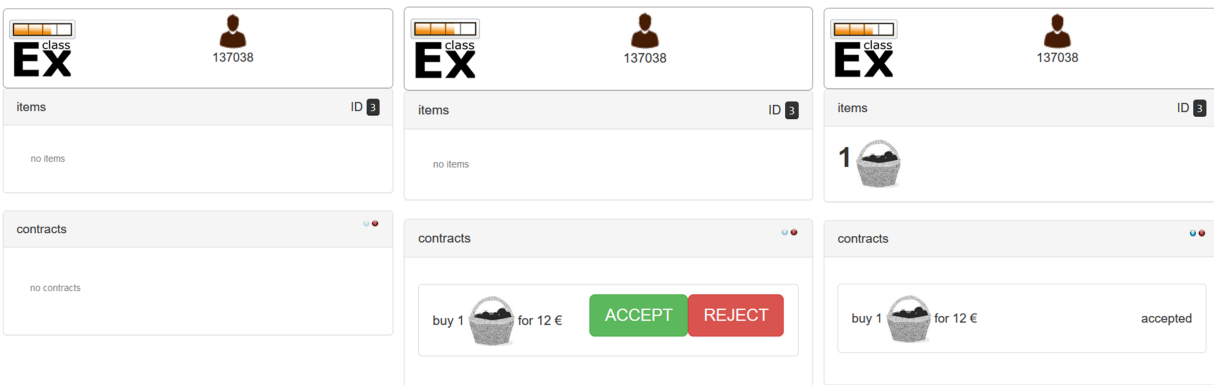 class
Ex
137038
items ID 3
no items
contracts
no contracts
class
Ex
137038
items ID 3
no items
contracts
buy 1 for 12 € ACCEPT REJECT
class
Ex
137038
items ID 3
1
contracts
buy 1 for 12 € accepted